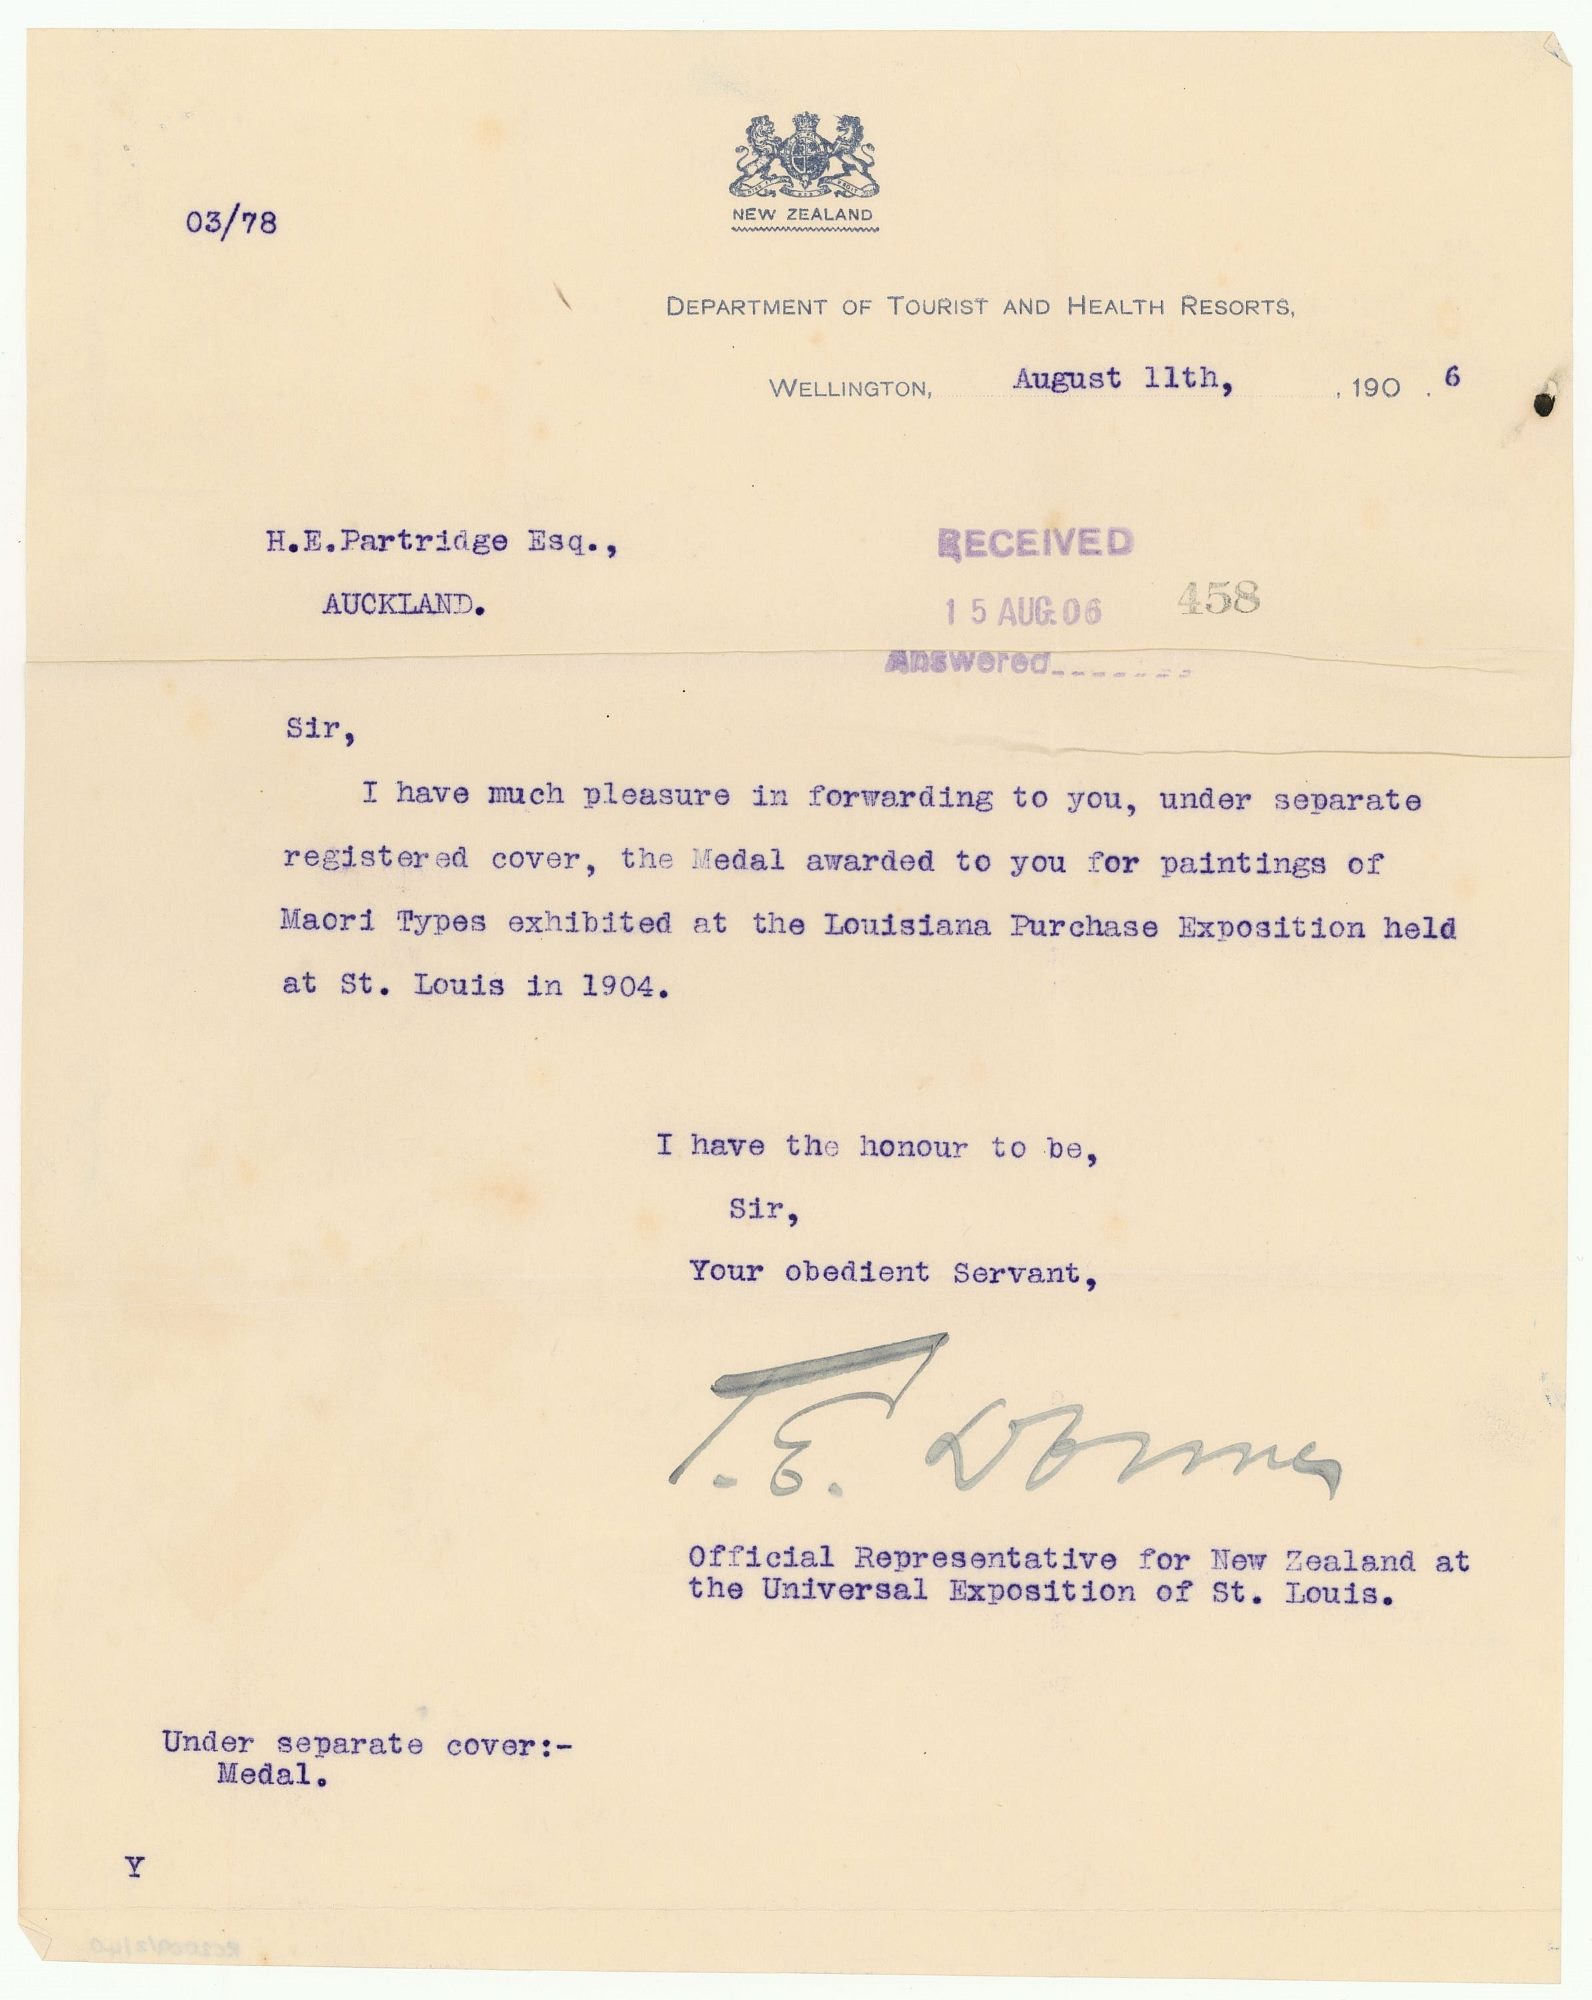 03/78
NEW ZEALAND
DEPARTMENT OF TOURIST AND HEALTH RESORTS,
WELLINGTON, August 11th, , 190 . 6
H.E.Partridge Esq.,
AUCKLAND.
RECEIVED
15 AUG. 06
458
Answered
Sir,
I have much pleasure in forwarding to you, under separate
registered cover, the Medal awarded to you for paintings of
Maori Types exhibited at the Louisiana Purchase Exposition held
at St. Louis in 1904.
I have the honour to be,
Sir,
Your obedient Servant,
T. E. Donne
Official Representative for New Zealand at
the Universal Exposition of St. Louis.
Under separate cover:-
Medal.
Y